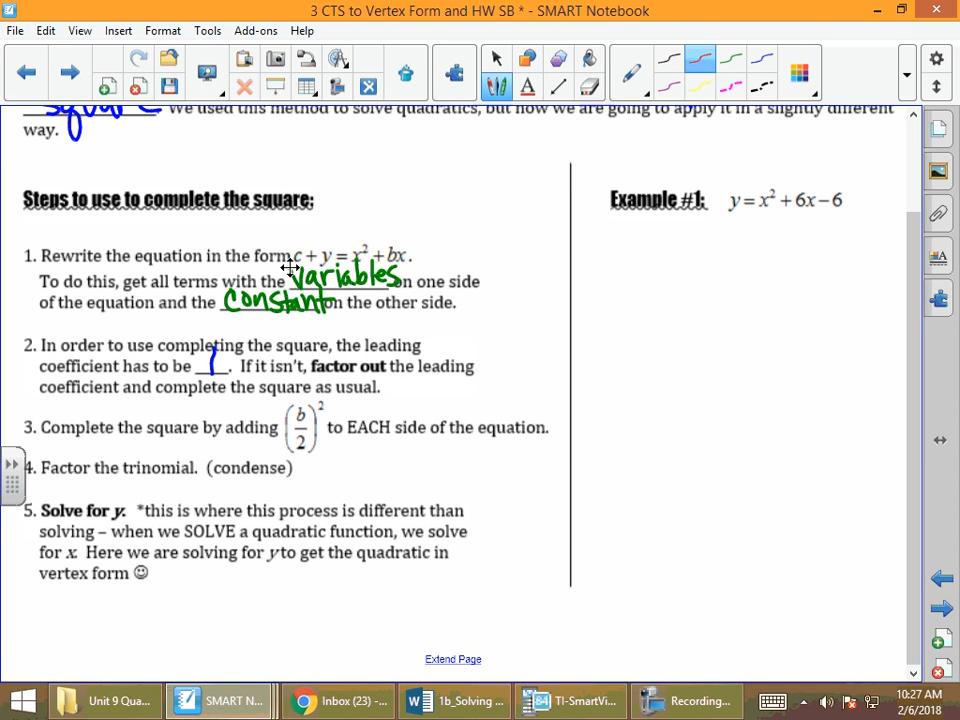 3 CTS to Vertex Form and HW SB * - SMART Notebook
File Edit View Insert Format Tools Add-ons Help
square We used this method to solve quadratics, but now we are going to apply it in a slightly different
way.
Steps to use to complete the square:
Example #1: y = x² + 6x − 6
1. Rewrite the equation in the form c + y = x² + bx.
To do this, get all terms with the variables on one side
of the equation and the constant on the other side.
2. In order to use completing the square, the leading
coefficient has to be 1. If it isn't, factor out the leading
coefficient and complete the square as usual.
3. Complete the square by adding (b/2)² to EACH side of the equation.
4. Factor the trinomial. (condense)
5. Solve for y. *this is where this process is different than
solving – when we SOLVE a quadratic function, we solve
for x. Here we are solving for y to get the quadratic in
vertex form ☺
Extend Page
Unit 9 Qua... SMART N... Inbox (23) -... 1b_Solving ... TI-SmartVi... Recording...
10:27 AM
2/6/2018